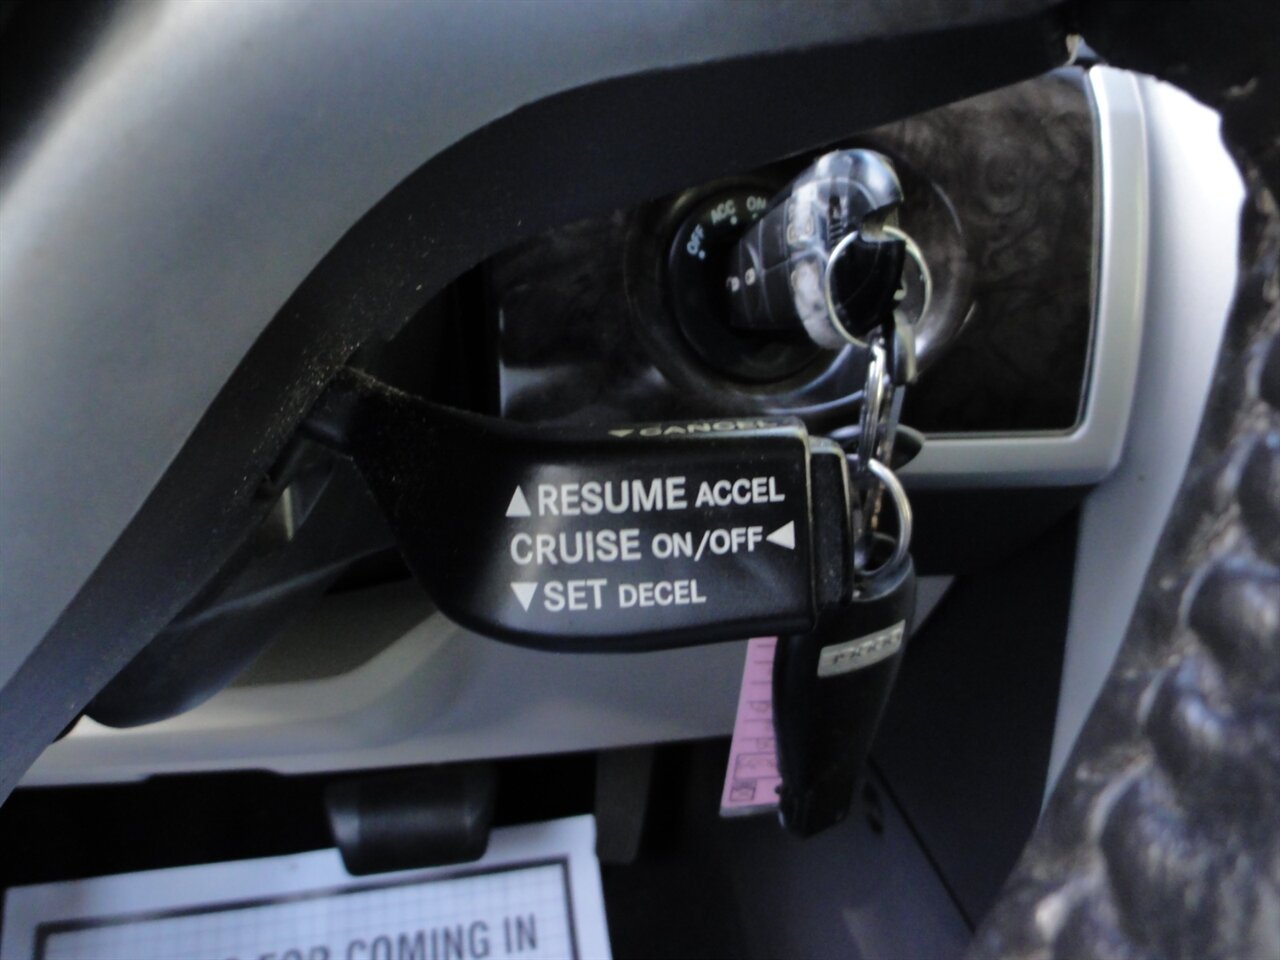 OFF ACC ON
▼CANCEL
▲RESUME ACCEL
CRUISE ON/OFF◀
▼SET DECEL
FOR COMING IN